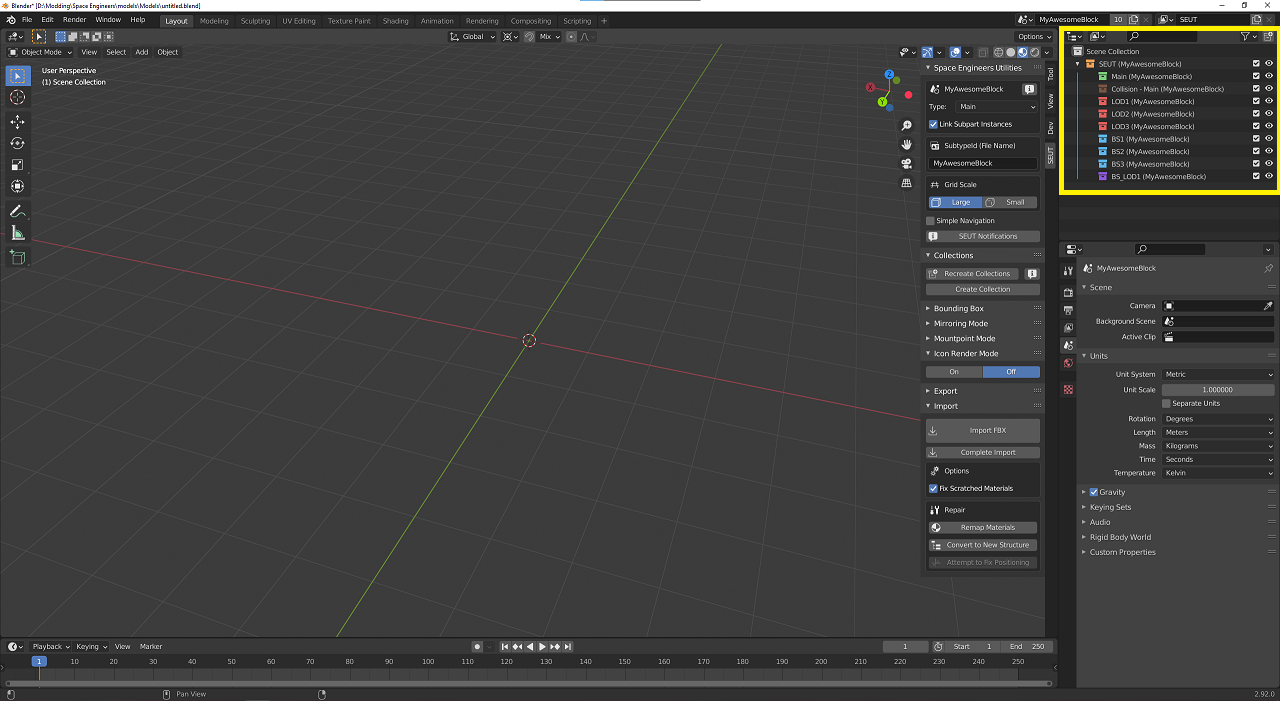 Blender* [D:\Modding\Space Engineers\models\Models\untitled.blend]
File Edit Render Window Help Layout Modeling Sculpting UV Editing Texture Paint Shading Animation Rendering Compositing Scripting + MyAwesomeBlock 10 SEUT
Global Mix Options
Object Mode View Select Add Object
User Perspective
(1) Scene Collection
X
Y
Z
Space Engineers Utilities
MyAwesomeBlock
Type: Main
Link Subpart Instances
SubtypeId (File Name)
MyAwesomeBlock
Grid Scale
Large Small
Simple Navigation
SEUT Notifications
Collections
Recreate Collections
Create Collection
Bounding Box
Mirroring Mode
Mountpoint Mode
Icon Render Mode
On Off
Export
Import
Import FBX
Complete Import
Options
Fix Scratched Materials
Repair
Remap Materials
Convert to New Structure
Attempt to Fix Positioning
Tool
View
Dev
SEUT
Scene Collection
SEUT (MyAwesomeBlock)
Main (MyAwesomeBlock)
Collision - Main (MyAwesomeBlock)
LOD1 (MyAwesomeBlock)
LOD2 (MyAwesomeBlock)
LOD3 (MyAwesomeBlock)
BS1 (MyAwesomeBlock)
BS2 (MyAwesomeBlock)
BS3 (MyAwesomeBlock)
BS_LOD1 (MyAwesomeBlock)
MyAwesomeBlock
Scene
Camera
Background Scene
Active Clip
Units
Unit System Metric
Unit Scale 1.000000
Separate Units
Rotation Degrees
Length Meters
Mass Kilograms
Time Seconds
Temperature Kelvin
Gravity
Keying Sets
Audio
Rigid Body World
Custom Properties
Playback Keying View Marker 1 Start 1 End 250
1 10 20 30 40 50 60 70 80 90 100 110 120 130 140 150 160 170 180 190 200 210 220 230 240 250
Pan View 2.92.0